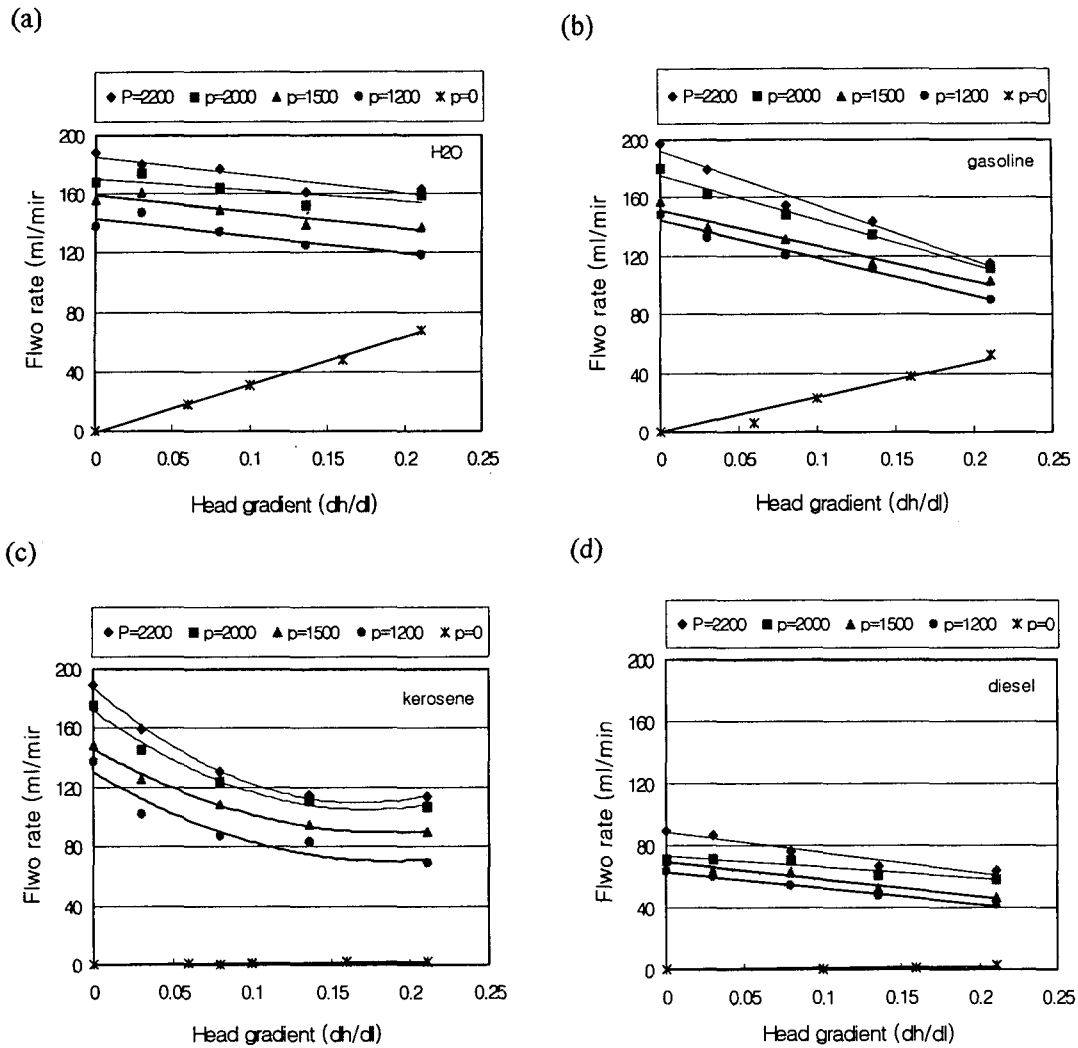 (a)
P=2200 p=2000 p=1500 p=1200 p=0
200
160
120
80
40
0
H2O
Flwo rate (ml/mir
0 0.05 0.1 0.15 0.2 0.25
Head gradient (dh/dl)
(b)
P=2200 p=2000 p=1500 p=1200 p=0
200
160
120
80
40
0
gasoline
Flwo rate (ml/mir
0 0.05 0.1 0.15 0.2 0.25
Head gradient (dh/dl)
(c)
P=2200 p=2000 p=1500 p=1200 p=0
200
160
120
80
40
0
kerosene
Flwo rate (ml/mir
0 0.05 0.1 0.15 0.2 0.25
Head gradient (dh/dl)
(d)
P=2200 p=2000 p=1500 p=1200 p=0
200
160
120
80
40
0
diesel
Flwo rate (ml/min
0 0.05 0.1 0.15 0.2 0.25
Head gradient (dh/dl)